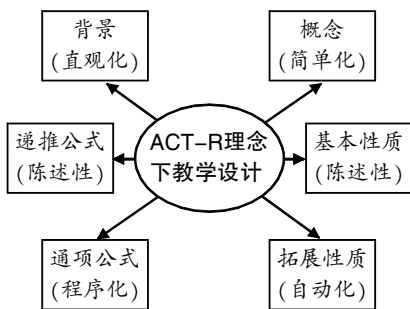 背景
(直观化)
概念
(简单化)
递推公式
(陈述性)
ACT-R理念
下教学设计
基本性质
(陈述性)
通项公式
(程序化)
拓展性质
(自动化)